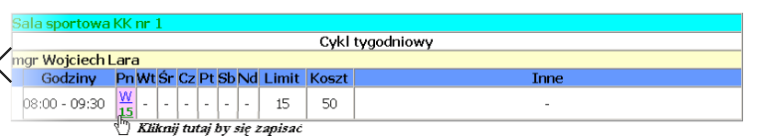 Sala sportowa KK nr 1
Cykl tygodniowy
mgr Wojciech Lara
Godziny Pn Wt Śr Cz Pt Sb Nd Limit Koszt Inne
08:00 - 09:30 W - - - - - - 15 50 -
15
Kliknij tutaj by się zapisać